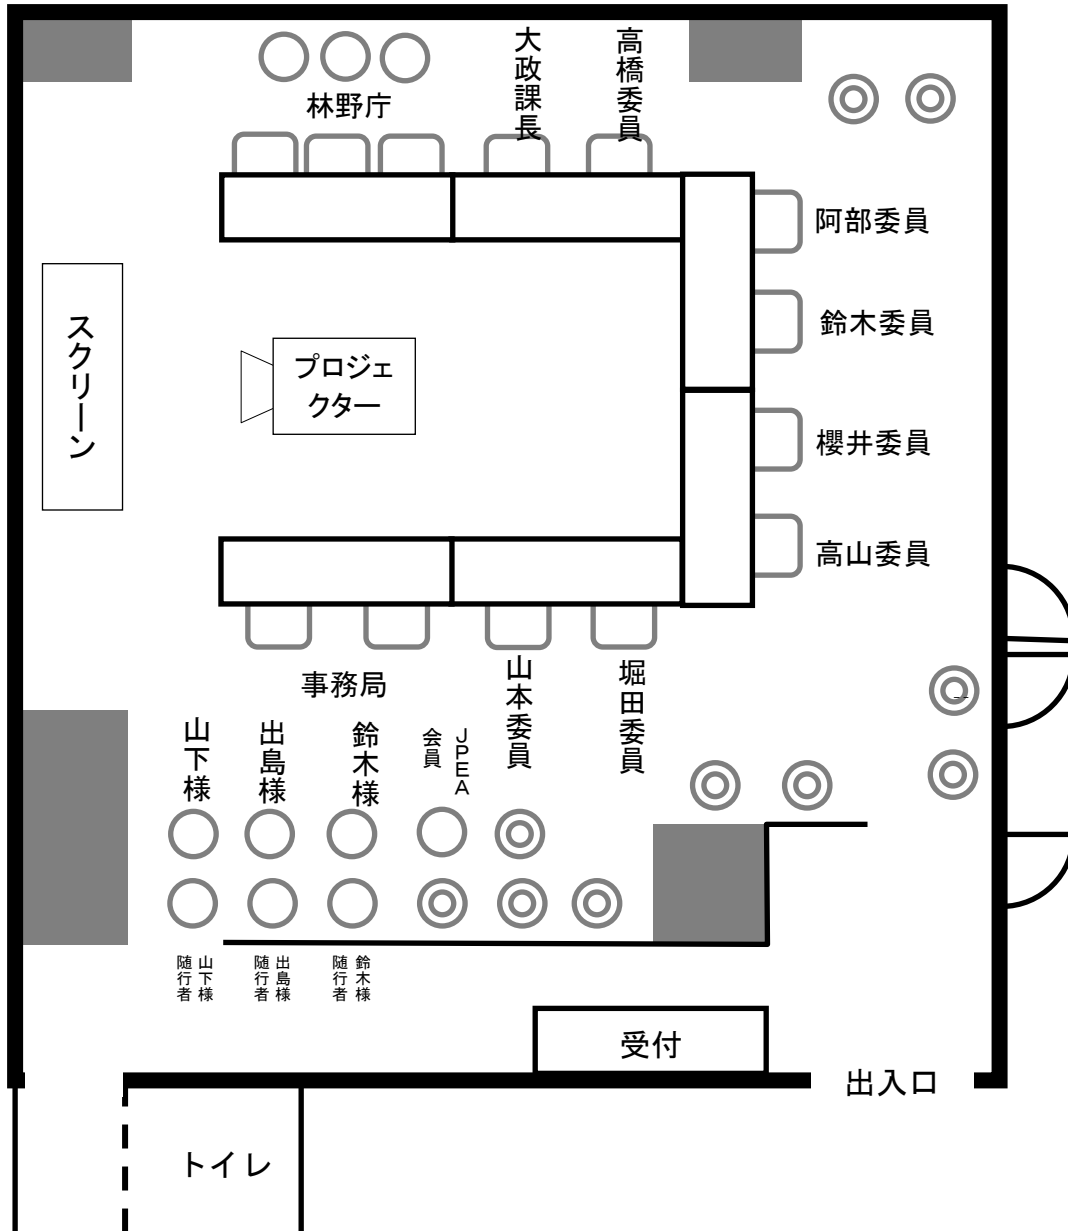 大政課長
高橋委員
林野庁
阿部委員
鈴木委員
櫻井委員
高山委員
スクリーン
プロジェ
クター
事務局
山本委員
堀田委員
山下様
出島様
鈴木様
ＪＰＥＡ
会員
山下様
随行者
出島様
随行者
鈴木様
随行者
受付
出入口
トイレ